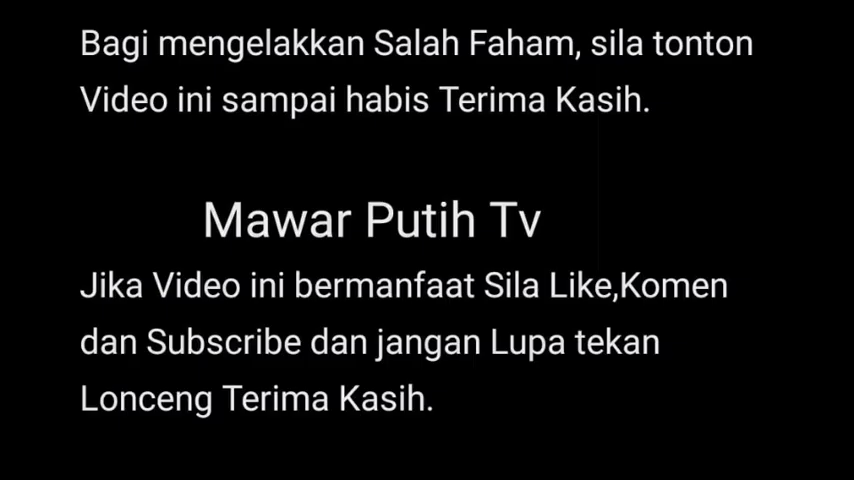 Bagi mengelakkan Salah Faham, sila tonton
Video ini sampai habis Terima Kasih.
Mawar Putih Tv
Jika Video ini bermanfaat Sila Like,Komen
dan Subscribe dan jangan Lupa tekan
Lonceng Terima Kasih.